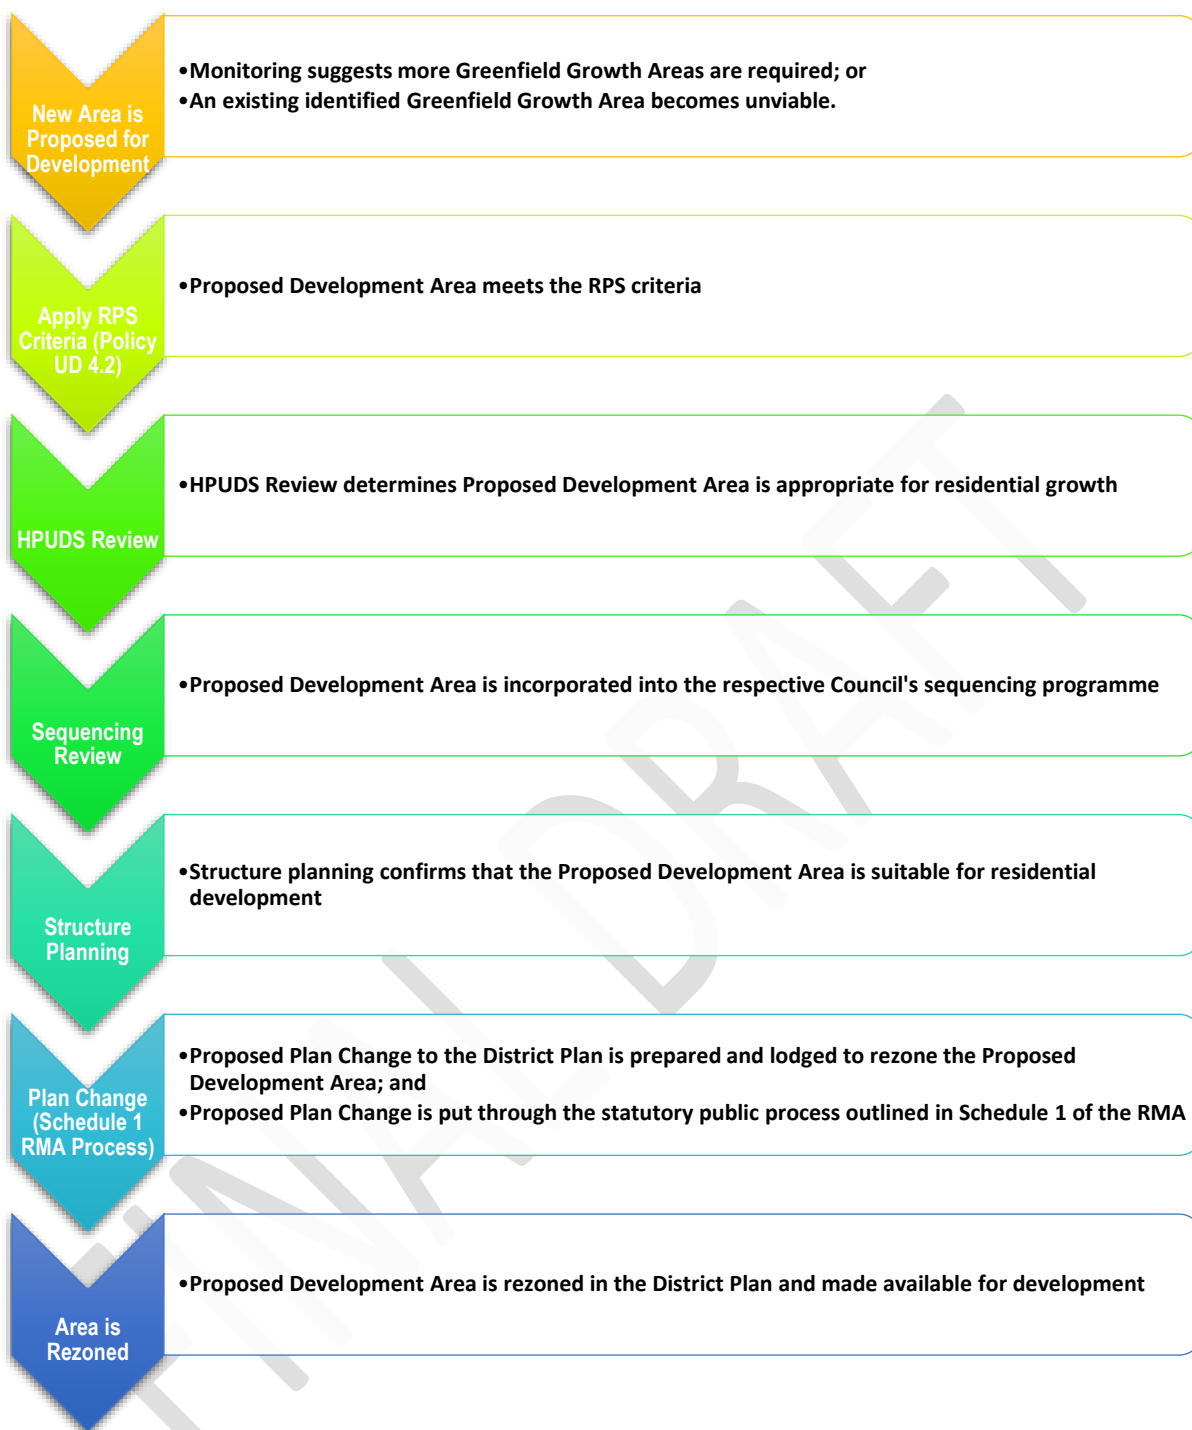 New Area is
Proposed for
Development
•Monitoring suggests more Greenfield Growth Areas are required; or
•An existing identified Greenfield Growth Area becomes unviable.
Apply RPS
Criteria (Policy
UD 4.2)
•Proposed Development Area meets the RPS criteria
HPUDS Review
•HPUDS Review determines Proposed Development Area is appropriate for residential growth
Sequencing
Review
•Proposed Development Area is incorporated into the respective Council's sequencing programme
Structure
Planning
•Structure planning confirms that the Proposed Development Area is suitable for residential
development
Plan Change
(Schedule 1
RMA Process)
•Proposed Plan Change to the District Plan is prepared and lodged to rezone the Proposed
Development Area; and
•Proposed Plan Change is put through the statutory public process outlined in Schedule 1 of the RMA
Area is
Rezoned
•Proposed Development Area is rezoned in the District Plan and made available for development
FINAL DRAFT